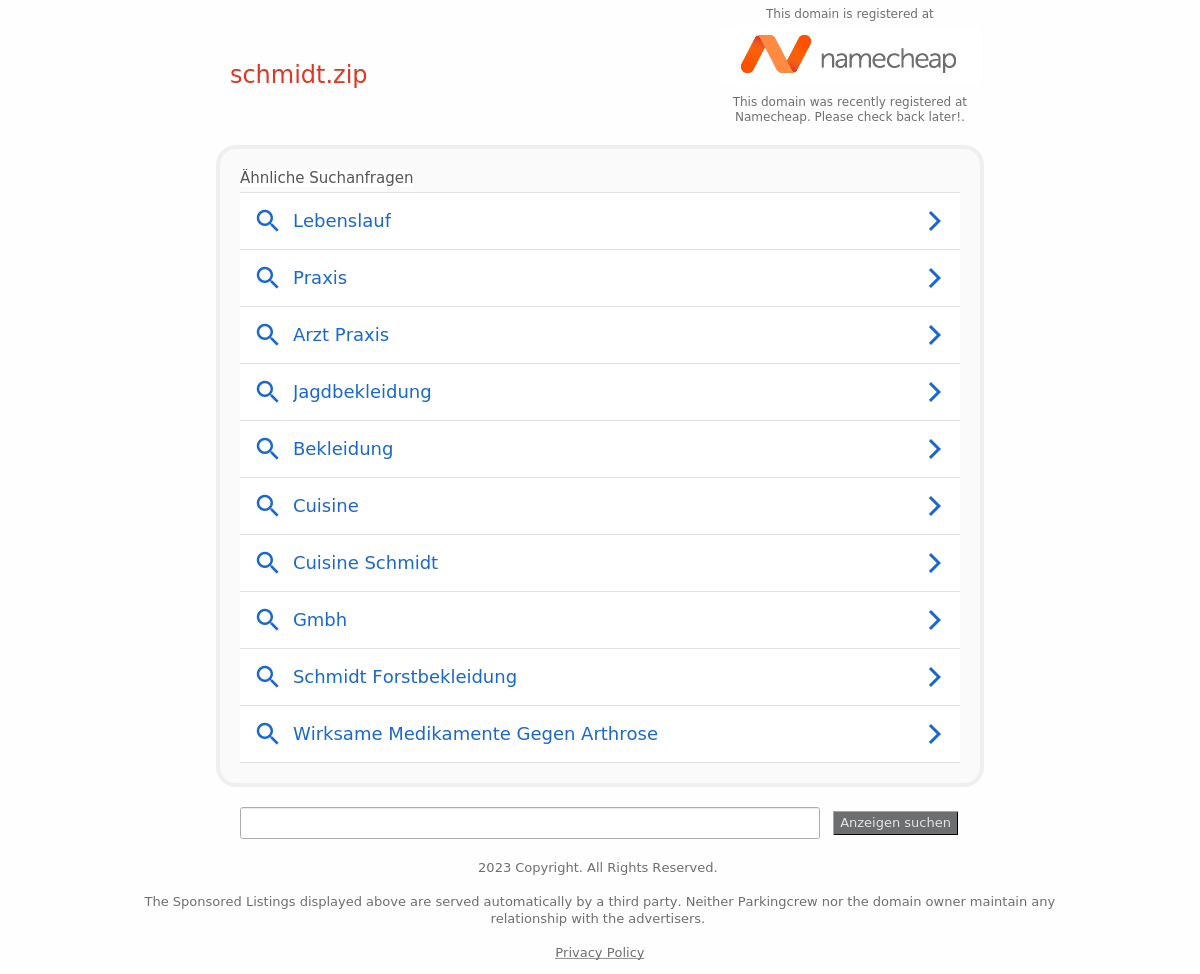 This domain is registered at
namecheap
schmidt.zip
This domain was recently registered at
Namecheap. Please check back later!.
Ähnliche Suchanfragen
Lebenslauf
Praxis
Arzt Praxis
Jagdbekleidung
Bekleidung
Cuisine
Cuisine Schmidt
Gmbh
Schmidt Forstbekleidung
Wirksame Medikamente Gegen Arthrose
Anzeigen suchen
2023 Copyright. All Rights Reserved.
The Sponsored Listings displayed above are served automatically by a third party. Neither Parkingcrew nor the domain owner maintain any
relationship with the advertisers.
Privacy Policy